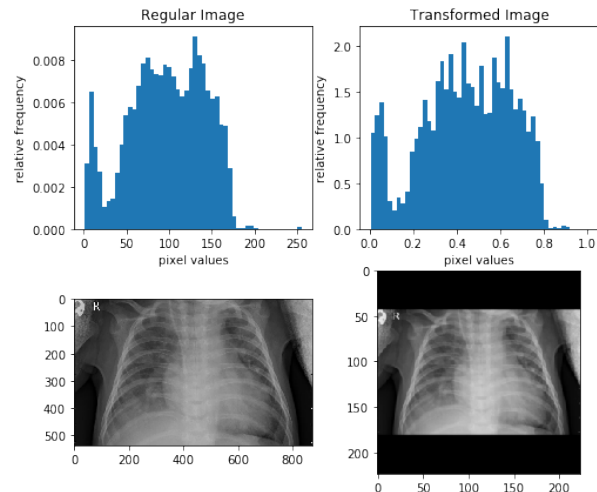 Regular Image
Transformed Image
relative frequency
0.008
0.006
0.004
0.002
0.000
0 50 100 150 200 250
pixel values
relative frequency
2.0
1.5
1.0
0.5
0.0
0.0 0.2 0.4 0.6 0.8 1.0
pixel values
0
100
200
300
400
500
R
0 200 400 600 800
0
50
100
150
200
R
0 50 100 150 200